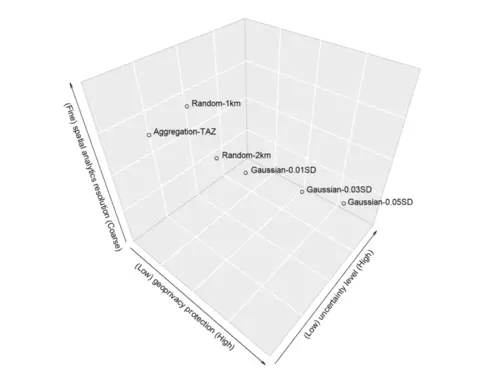 Random-1km
Aggregation-TAZ
Random-2km
Gaussian-0.01SD
Gaussian-0.03SD
Gaussian-0.05SD
(Fine) spatial analytics resolution (Coarse)
(Low) geoprivacy protection (High)
(Low) uncertainty level (High)